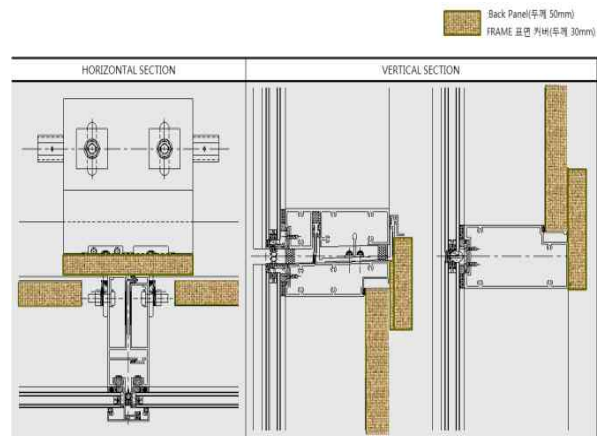 Back Panel(두께 50mm)
FRAME 표면 커버(두께 30mm)
HORIZONTAL SECTION
VERTICAL SECTION